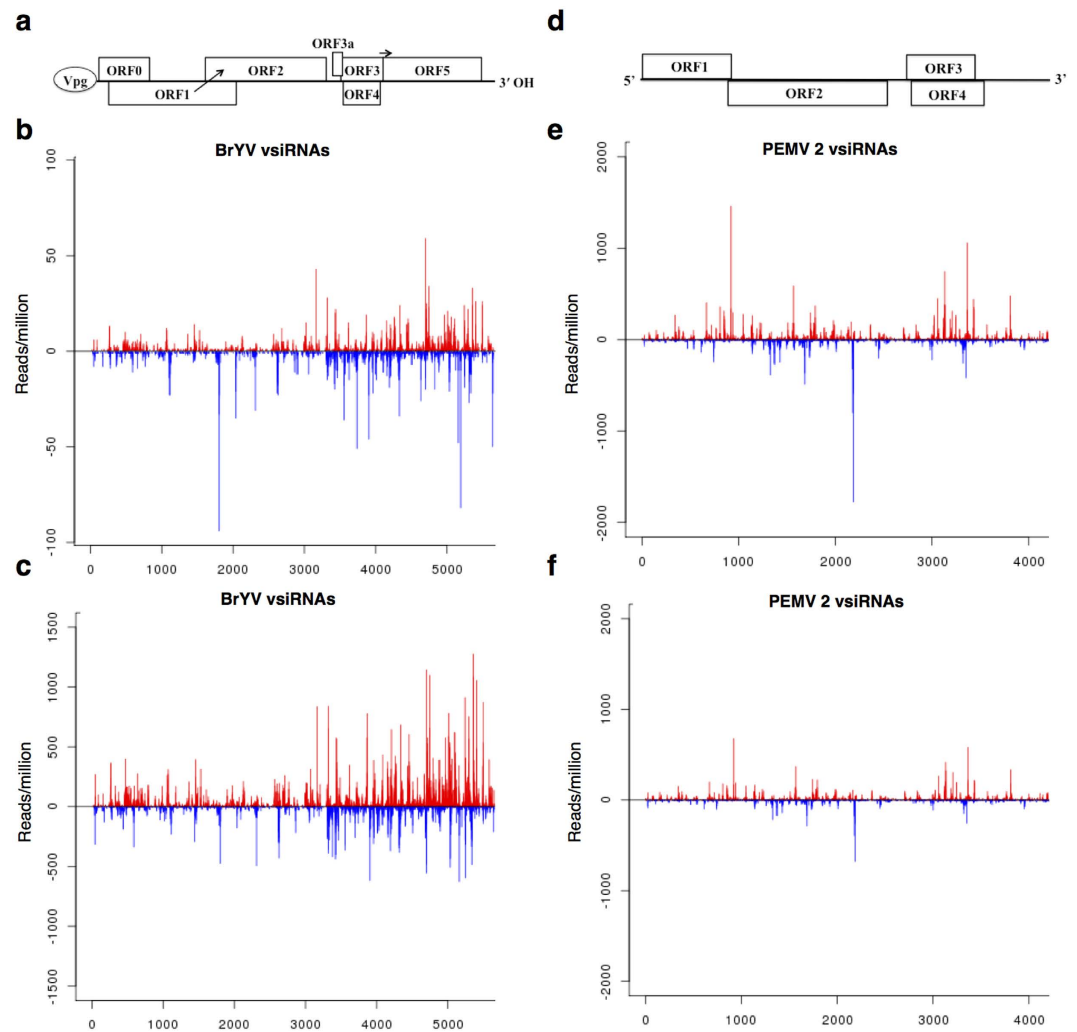 a
ORF3a
Vpg
ORF0
ORF2
ORF3
ORF5
3′ OH
ORF1
ORF4
b
BrYV vsiRNAs
Reads/million
100
50
0
-50
-100
0 1000 2000 3000 4000 5000
c
BrYV vsiRNAs
Reads/million
1500
1000
500
0
-500
-1000
-1500
0 1000 2000 3000 4000 5000
d
5'
ORF1
ORF3
3'
ORF2
ORF4
e
PEMV 2 vsiRNAs
Reads/million
2000
1000
0
-1000
-2000
0 1000 2000 3000 4000
f
PEMV 2 vsiRNAs
Reads/million
2000
1000
0
-1000
-2000
0 1000 2000 3000 4000